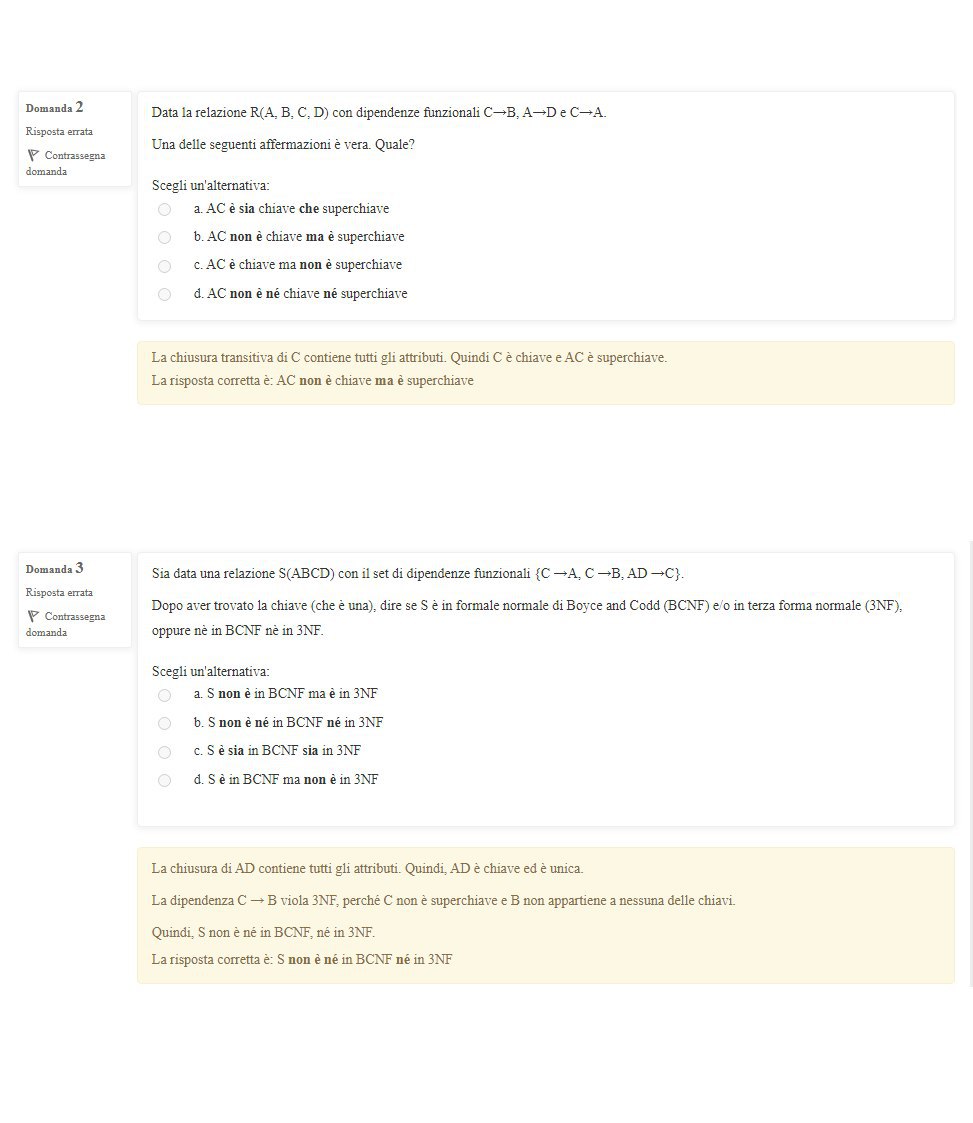 Domanda 2
Risposta errata
Contrassegna
domanda
Data la relazione R(A, B, C, D) con dipendenze funzionali C→B, A→D e C→A.
Una delle seguenti affermazioni è vera. Quale?
Scegli un'alternativa:
a. AC è sia chiave che superchiave
b. AC non è chiave ma è superchiave
c. AC è chiave ma non è superchiave
d. AC non è né chiave né superchiave
La chiusura transitiva di C contiene tutti gli attributi. Quindi C è chiave e AC è superchiave.
La risposta corretta è: AC non è chiave ma è superchiave
Domanda 3
Risposta errata
Contrassegna
domanda
Sia data una relazione S(ABCD) con il set di dipendenze funzionali {C →A, C →B, AD →C}.
Dopo aver trovato la chiave (che è una), dire se S è in formale normale di Boyce and Codd (BCNF) e/o in terza forma normale (3NF),
oppure nè in BCNF nè in 3NF.
Scegli un'alternativa:
a. S non è in BCNF ma è in 3NF
b. S non è né in BCNF né in 3NF
c. S è sia in BCNF sia in 3NF
d. S è in BCNF ma non è in 3NF
La chiusura di AD contiene tutti gli attributi. Quindi, AD è chiave ed è unica.
La dipendenza C → B viola 3NF, perché C non è superchiave e B non appartiene a nessuna delle chiavi.
Quindi, S non è né in BCNF, né in 3NF.
La risposta corretta è: S non è né in BCNF né in 3NF